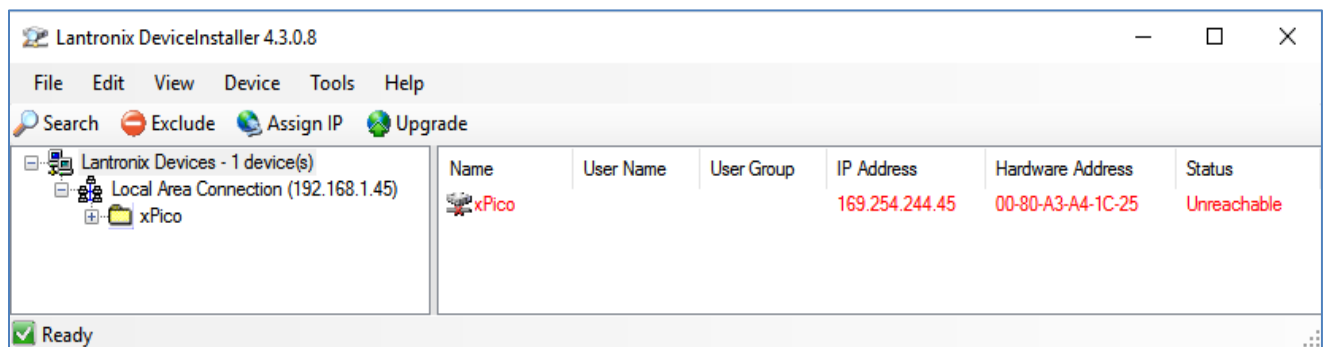 Lantronix DeviceInstaller 4.3.0.8
File Edit View Device Tools Help
Search Exclude Assign IP Upgrade
Lantronix Devices - 1 device(s)
Local Area Connection (192.168.1.45)
xPico
Name User Name User Group IP Address Hardware Address Status
xPico 169.254.244.45 00-80-A3-A4-1C-25 Unreachable
Ready